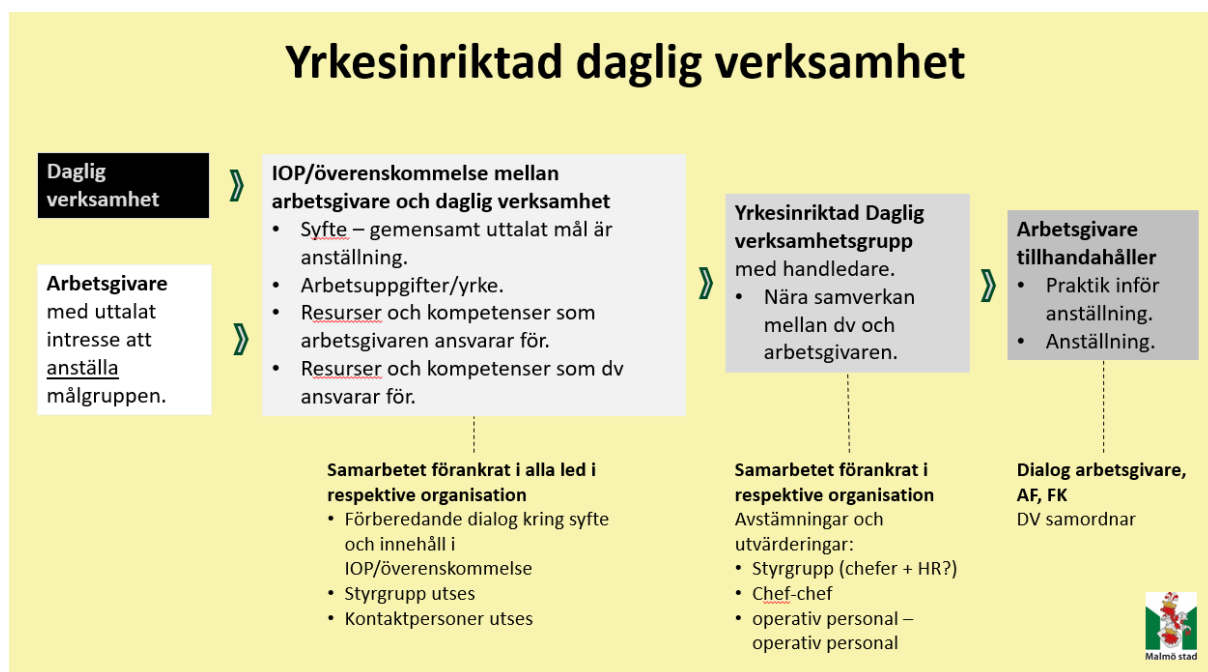 Yrkesinriktad daglig verksamhet
Daglig
verksamhet
Arbetsgivare
med uttalat
intresse att
anställa
målgruppen.
IOP/överenskommelse mellan
arbetsgivare och daglig verksamhet
• Syfte – gemensamt uttalat mål är
anställning.
• Arbetsuppgifter/yrke.
• Resurser och kompetenser som
arbetsgivaren ansvarar för.
• Resurser och kompetenser som dv
ansvarar för.
Yrkesinriktad Daglig
verksamhetsgrupp
med handledare.
• Nära samverkan
mellan dv och
arbetsgivaren.
Arbetsgivare
tillhandahåller
• Praktik inför
anställning.
• Anställning.
Samarbetet förankrat i alla led i
respektive organisation
• Förberedande dialog kring syfte
och innehåll i
IOP/överenskommelse
• Styrgrupp utses
• Kontaktpersoner utses
Samarbetet förankrat i
respektive organisation
Avstämningar och
utvärderingar:
• Styrgrupp (chefer + HR?)
• Chef-chef
• operativ personal –
operativ personal
Dialog arbetsgivare,
AF, FK
DV samordnar
Malmö stad